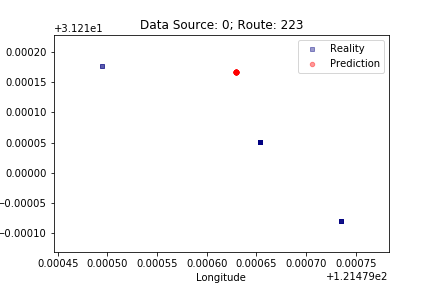 Data Source: 0; Route: 223
+3.121e1
Reality
Prediction
0.00020
0.00015
0.00010
0.00005
0.00000
−0.00005
−0.00010
0.00045 0.00050 0.00055 0.00060 0.00065 0.00070 0.00075
Longitude
+1.21479e2